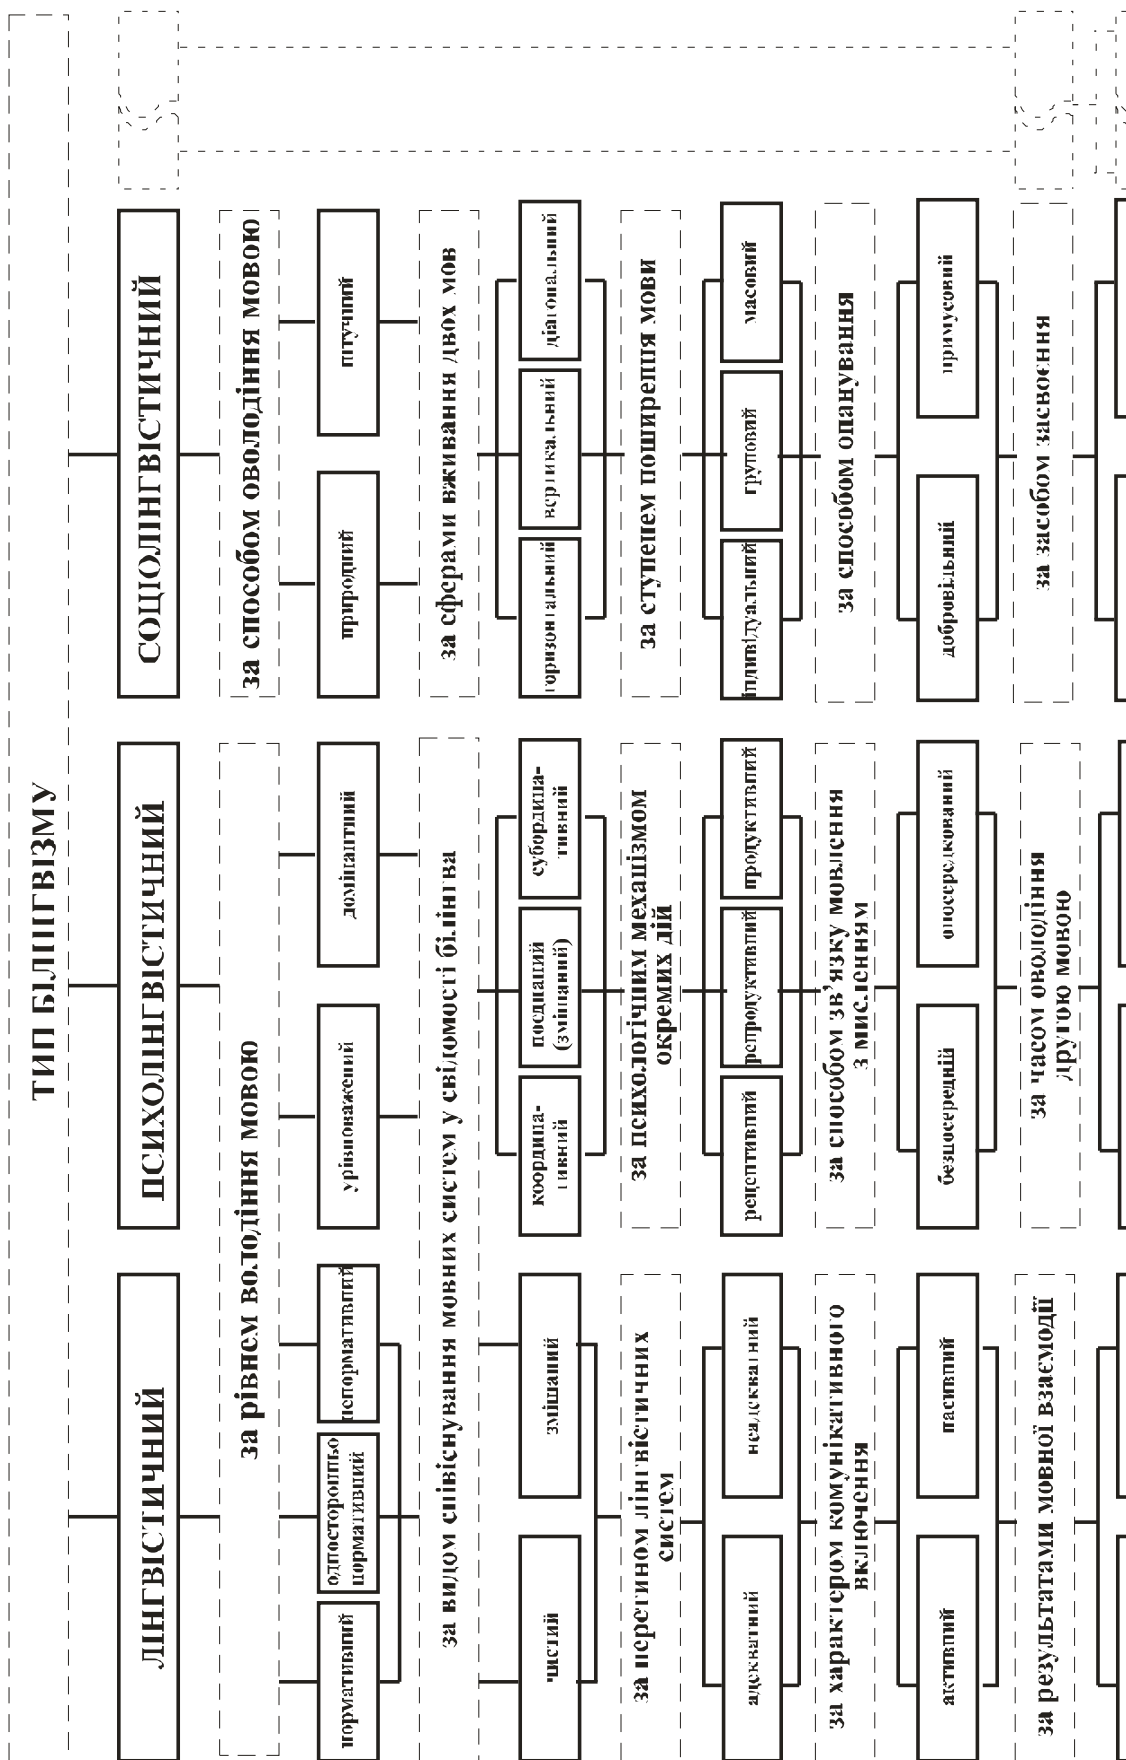 ТИП БІЛІНГВІЗМУ
ЛІНГВІСТИЧНИЙ
ПСИХОЛІНГВІСТИЧНИЙ
СОЦІОЛІНГВІСТИЧНИЙ
за рівнем володіння мовою
за способом оволодіння мовою
нормативний
односторонньо
нормативний
ненормативний
урівноважений
домінантний
природний
штучний
за видом співіснування мовних систем у свідомості білінгва
за сферами вживання двох мов
чистий
змішаний
координа-
тивний
поєднаний
(змішаний)
субордина-
тивний
горизонтальний
вертикальний
діагональний
за перетином лінгвістичних
систем
за психологічним механізмом
окремих дій
за ступенем поширення мови
адекватний
неадекватний
рецептивний
репродуктивний
продуктивний
індивідуальний
груповий
масовий
за характером комунікативного
включення
за способом зв’язку мовлення
з мисленням
за способом опанування
активний
пасивний
безпосередній
опосередкований
добровільний
примусовий
за результатами мовної взаємодії
за часом оволодіння
другою мовою
за засобом засвоєння